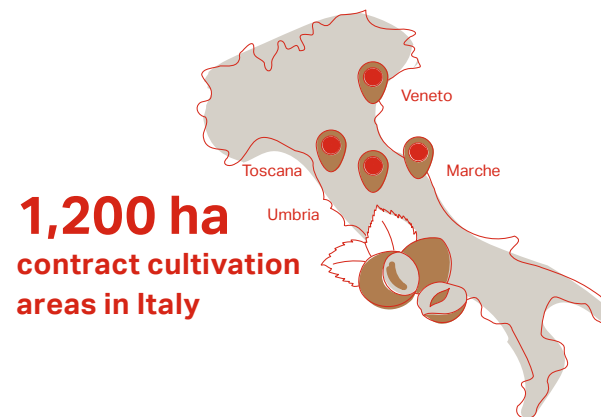 Veneto
Toscana
Marche
Umbria
1,200 ha
contract cultivation
areas in Italy